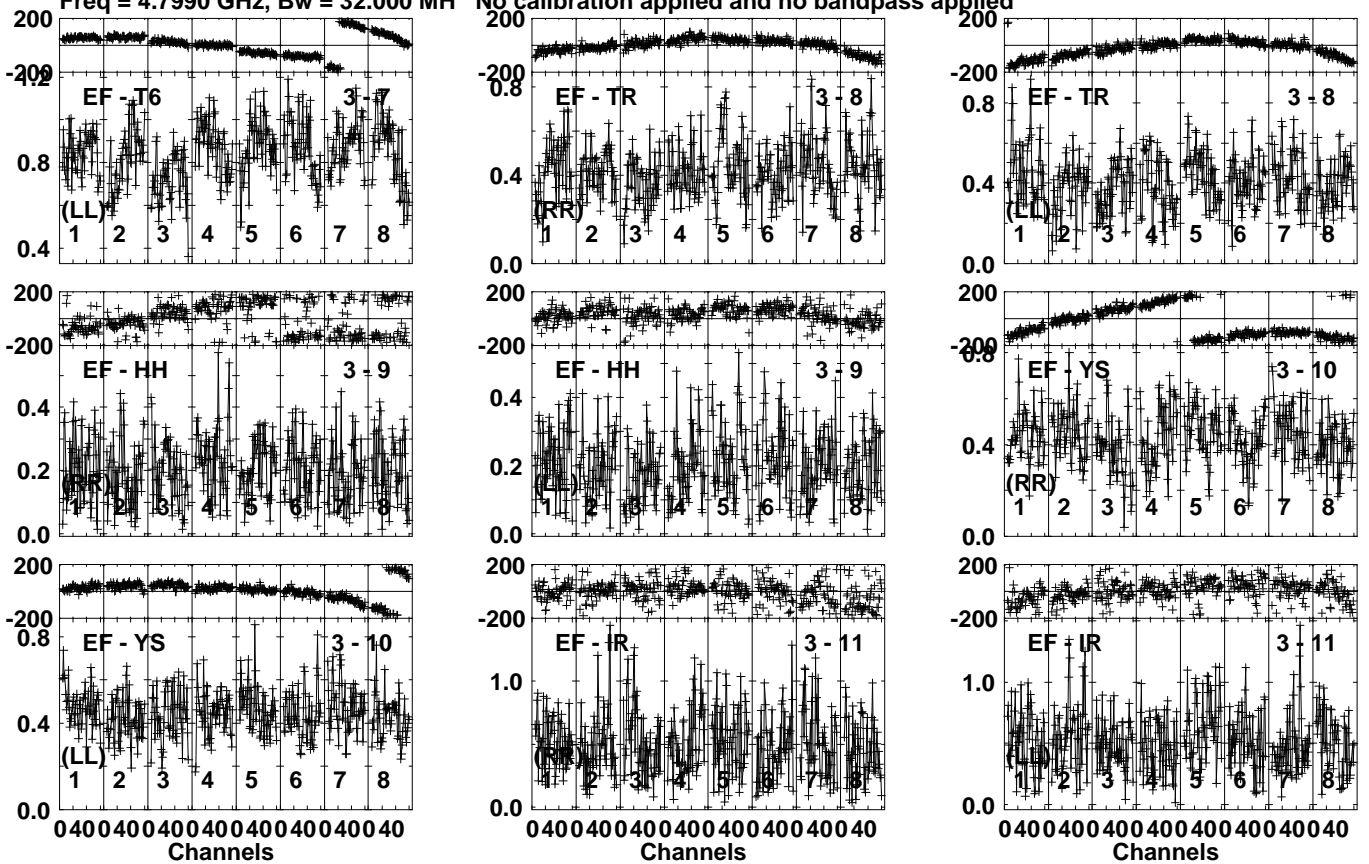 Freq = 4.7990 GHz, Bw = 32.000 MH No calibration applied and no bandpass applied
200 200 200
-200 -200 -200
1.2 0.8 0.8
EF - T6 3 - 7 EF - TR 3 - 8 EF - TR 3 - 8
0.8 0.4 0.4
(LL) (RR) (LL)
1 2 3 4 5 6 7 8 1 2 3 4 5 6 7 8 1 2 3 4 5 6 7 8
0.4 0.0 0.0
200 200 200
-200 -200 -200
0.8
EF - HH 3 - 9 EF - HH 3 - 9 EF - YS 3 - 10
0.4 0.4 0.4
0.2 0.2
(RR) (LL) (RR)
1 2 3 4 5 6 7 8 1 2 3 4 5 6 7 8 1 2 3 4 5 6 7 8
0.0 0.0 0.0
200 200 200
-200 -200 -200
0.8
EF - YS 3 - 10 EF - IR 3 - 11 EF - IR 3 - 11
0.4 1.0 1.0
(LL) (RR) (LL)
1 2 3 4 5 6 7 8 1 2 3 4 5 6 7 8 1 2 3 4 5 6 7 8
0.0 0.0 0.0
0 40 0 40 0 40 0 40 0 40 0 40 0 40 0 40 0 40 0 40 0 40 0 40 0 40 0 40 0 40 0 40 0 40 0 40 0 40 0 40 0 40 0 40 0 40 0 40
Channels Channels Channels